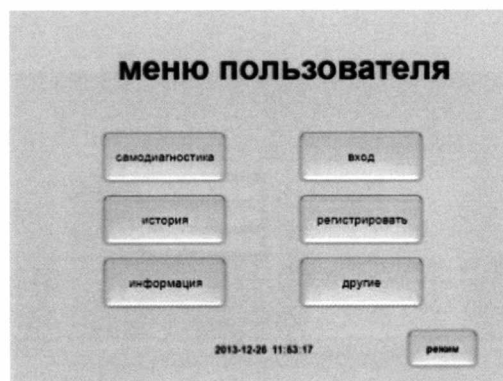 меню пользователя
самодиагностика
вход
история
регистрировать
информация
другие
2013-12-26 11:53:17
режим